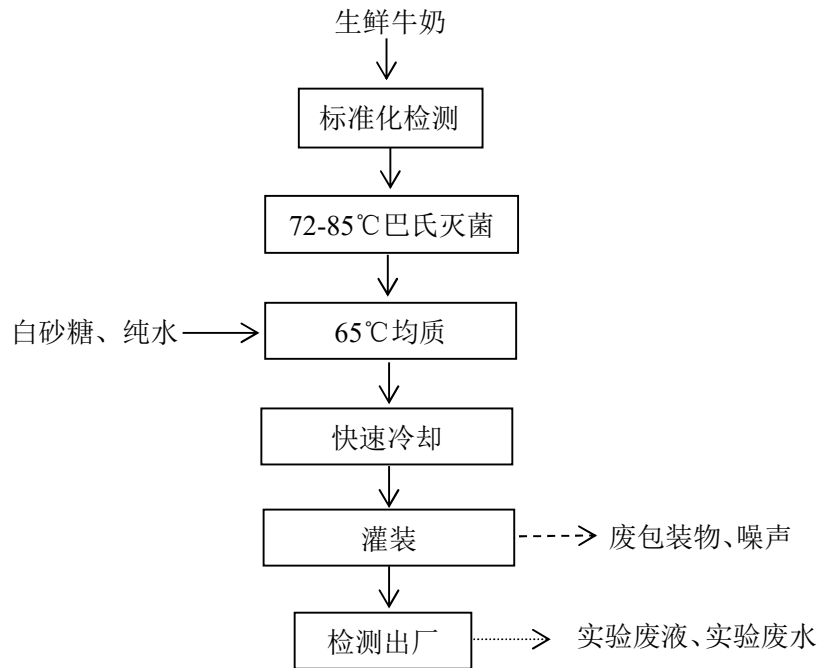 生鲜牛奶
标准化检测
72-85℃巴氏灭菌
白砂糖、纯水
65℃均质
快速冷却
灌装
废包装物、噪声
检测出厂
实验废液、实验废水